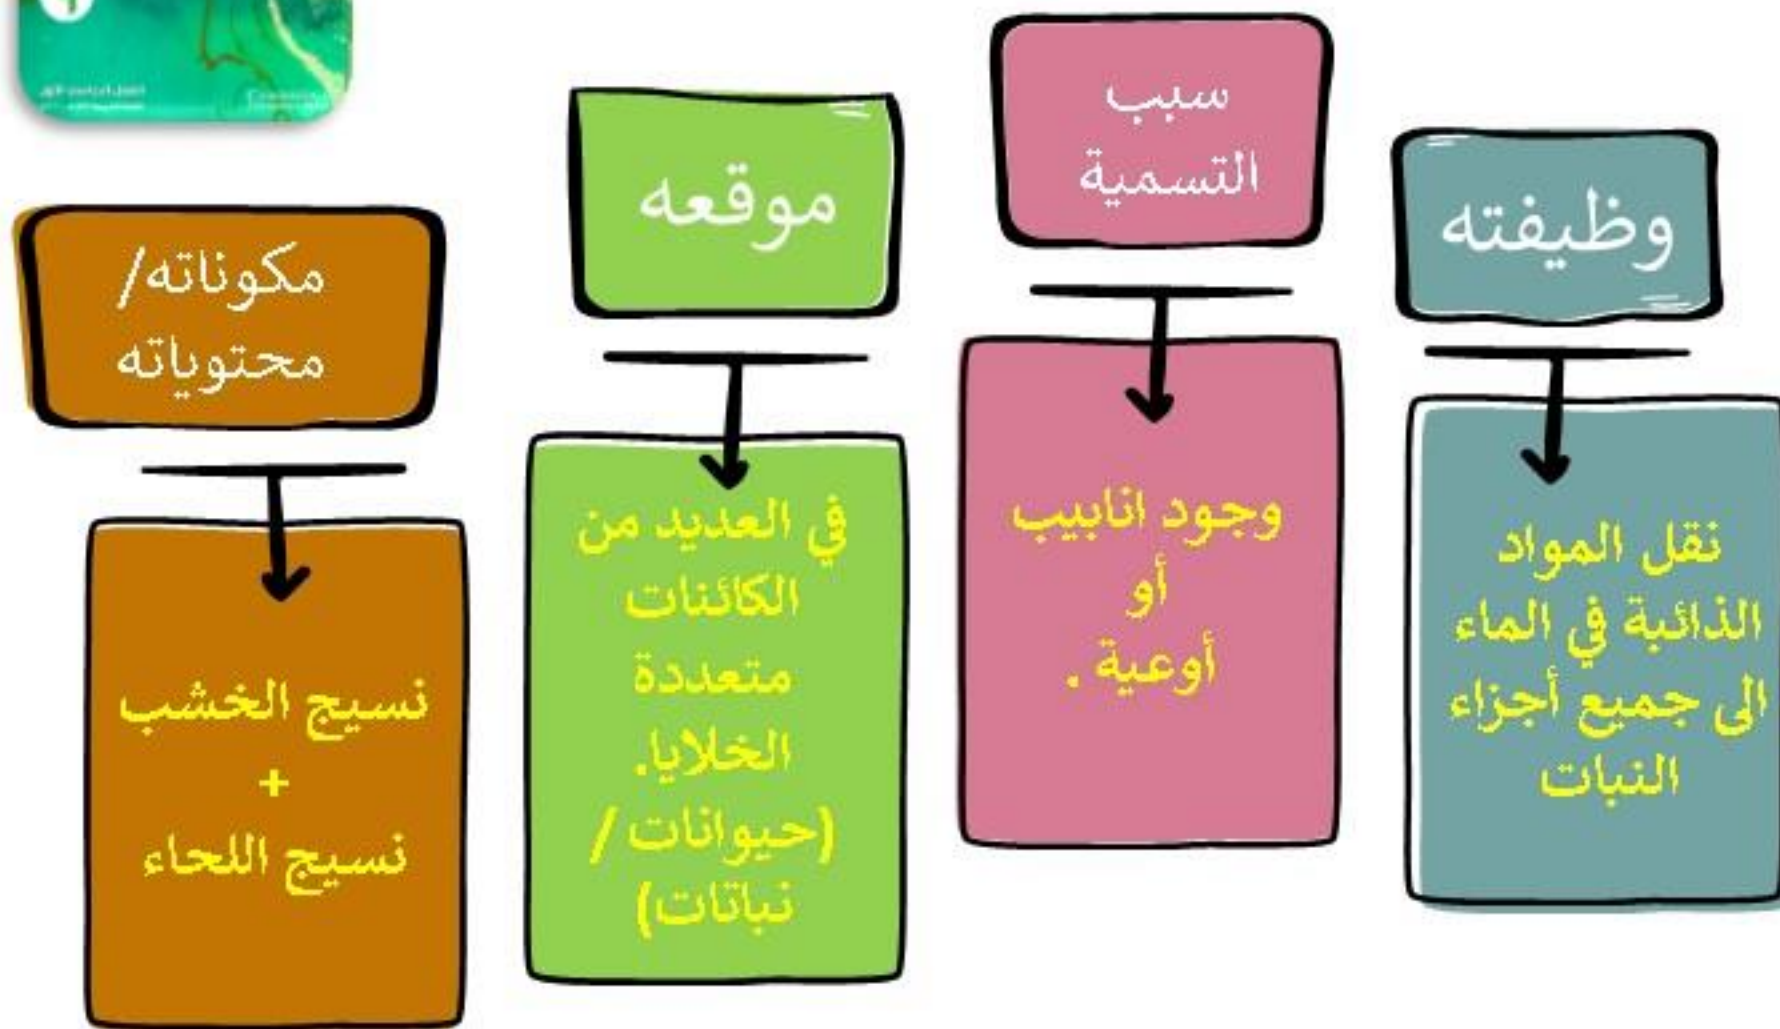 وظيفته
نقل المواد
الذائبة في الماء
الى جميع أجزاء
النبات
سبب
التسمية
وجود انابيب
أو
أوعية .
موقعه
في العديد من
الكائنات
متعددة
الخلايا.
(حيوانات /
نباتات)
مكوناته/
محتوياته
نسيج الخشب
+
نسيج اللحاء